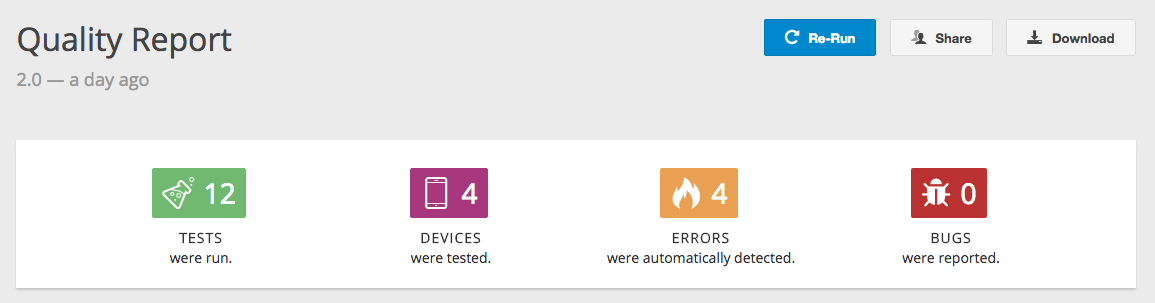 Quality Report
Re-Run
Share
Download
2.0 — a day ago
12
4
4
0
TESTS
DEVICES
ERRORS
BUGS
were run.
were tested.
were automatically detected.
were reported.